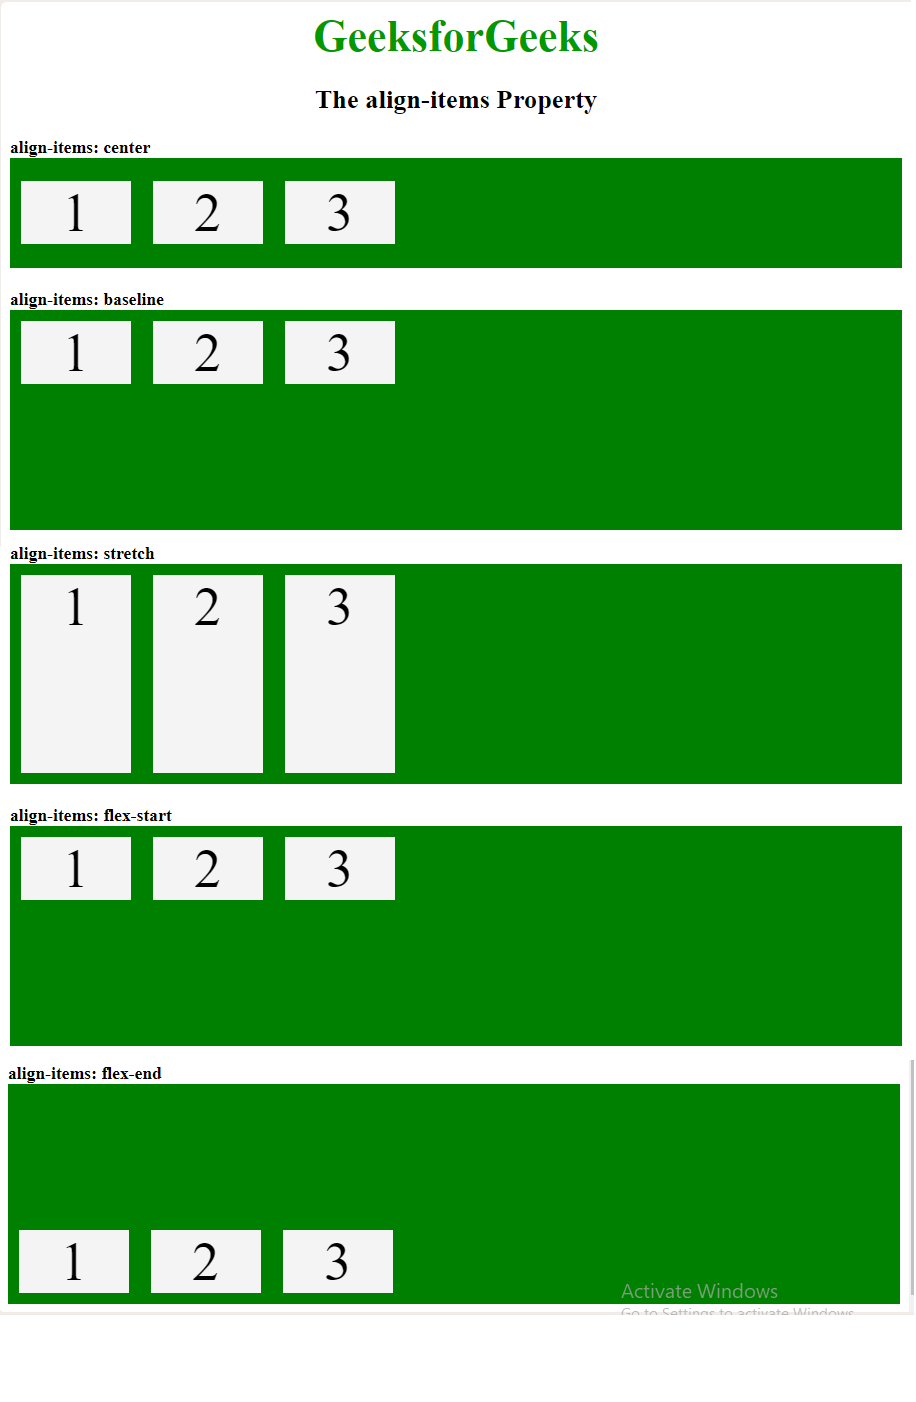 GeeksforGeeks
The align-items Property
align-items: center
1 2 3
align-items: baseline
1 2 3
align-items: stretch
1 2 3
align-items: flex-start
1 2 3
align-items: flex-end
1 2 3
Activate Windows
Go to Settings to activate Windows.